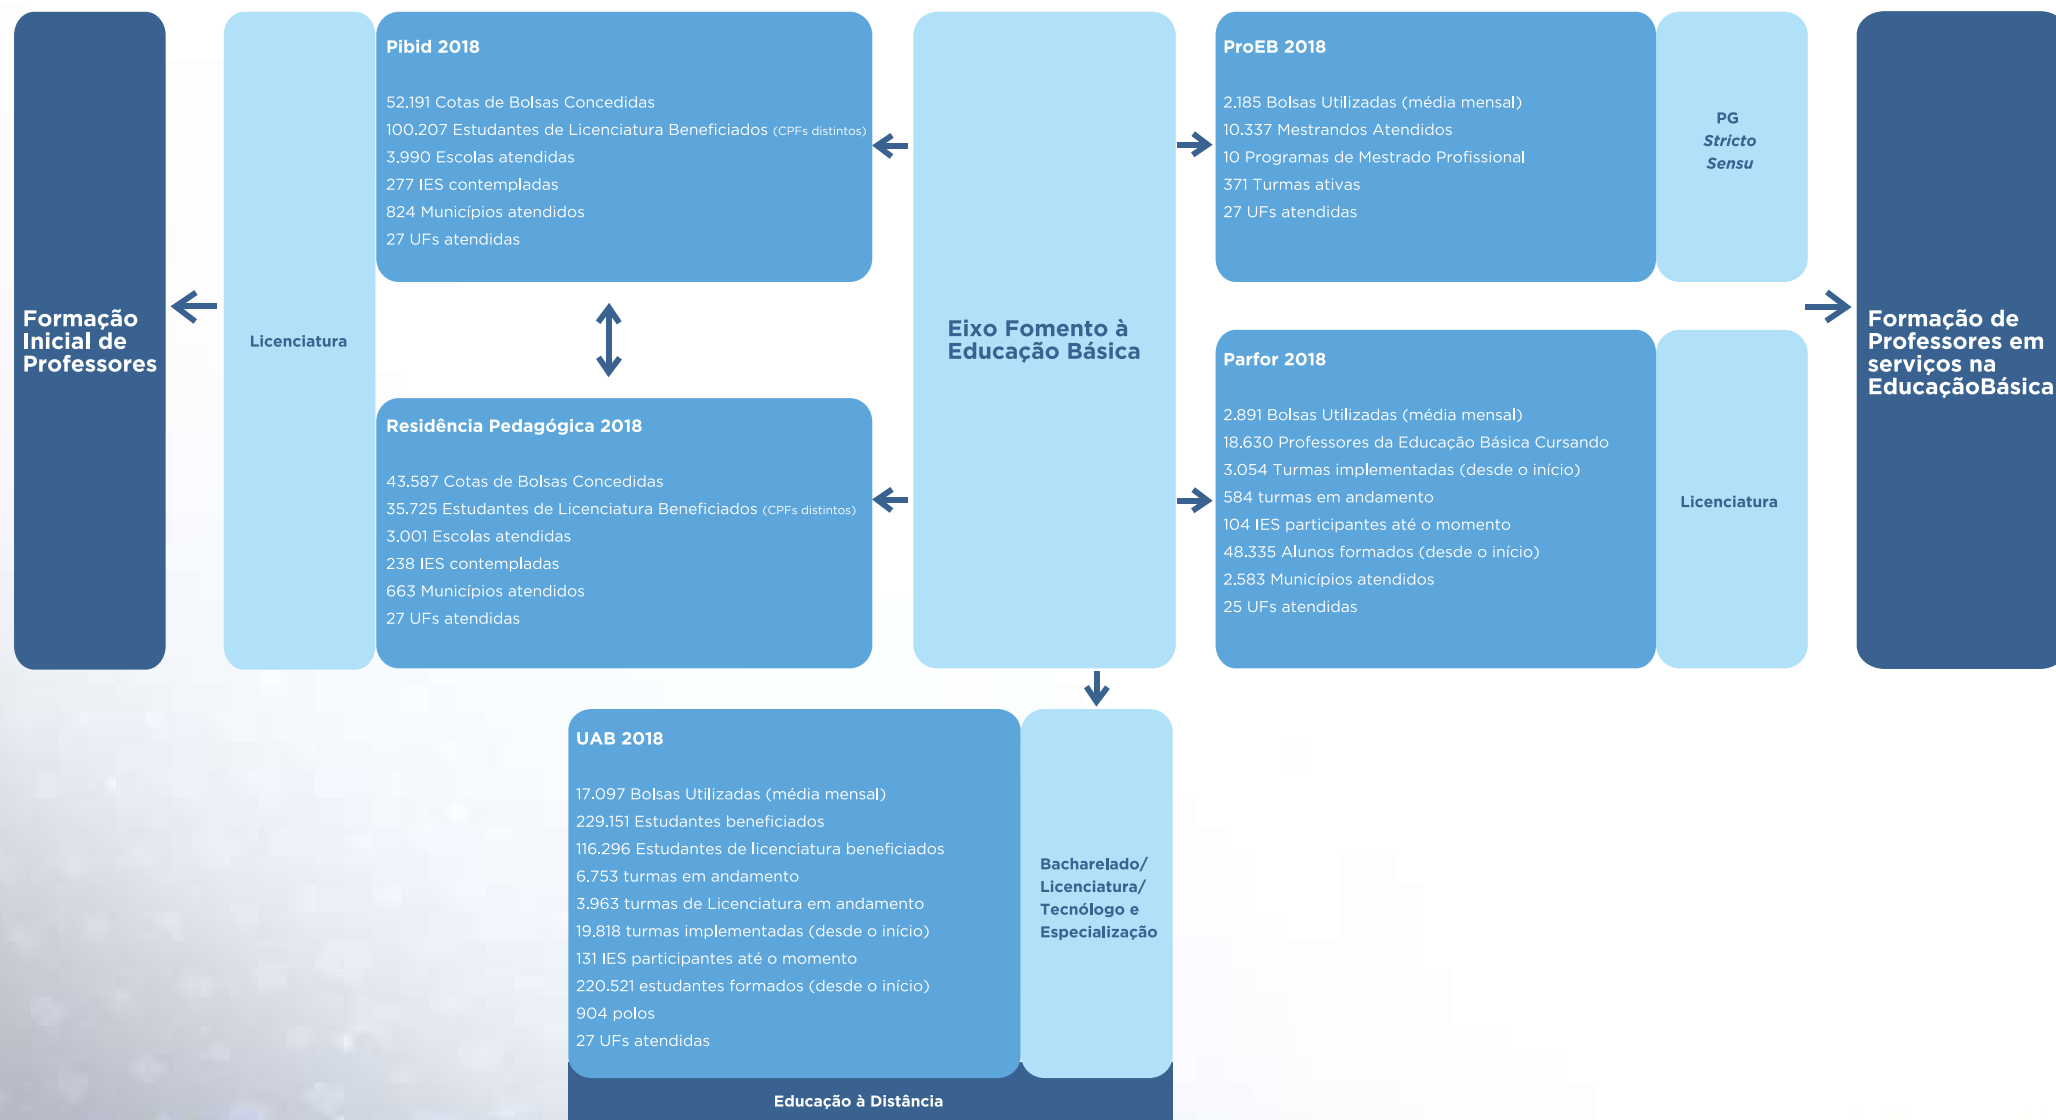 Formação
Inicial de
Professores
Licenciatura
Pibid 2018
52.191 Cotas de Bolsas Concedidas
100.207 Estudantes de Licenciatura Beneficiados (CPFs distintos)
3.990 Escolas atendidas
277 IES contempladas
824 Municípios atendidos
27 UFs atendidas
Residência Pedagógica 2018
43.587 Cotas de Bolsas Concedidas
35.725 Estudantes de Licenciatura Beneficiados (CPFs distintos)
3.001 Escolas atendidas
238 IES contempladas
663 Municípios atendidos
27 UFs atendidas
Eixo Fomento à
Educação Básica
ProEB 2018
2.185 Bolsas Utilizadas (média mensal)
10.337 Mestrandos Atendidos
10 Programas de Mestrado Profissional
371 Turmas ativas
27 UFs atendidas
PG
Stricto
Sensu
Parfor 2018
2.891 Bolsas Utilizadas (média mensal)
18.630 Professores da Educação Básica Cursando
3.054 Turmas implementadas (desde o início)
584 turmas em andamento
104 IES participantes até o momento
48.335 Alunos formados (desde o início)
2.583 Municípios atendidos
25 UFs atendidas
Licenciatura
Formação de
Professores em
serviços na
EducaçãoBásica
UAB 2018
17.097 Bolsas Utilizadas (média mensal)
229.151 Estudantes beneficiados
116.296 Estudantes de licenciatura beneficiados
6.753 turmas em andamento
3.963 turmas de Licenciatura em andamento
19.818 turmas implementadas (desde o início)
131 IES participantes até o momento
220.521 estudantes formados (desde o início)
904 polos
27 UFs atendidas
Bacharelado/
Licenciatura/
Tecnólogo e
Especialização
Educação à Distância